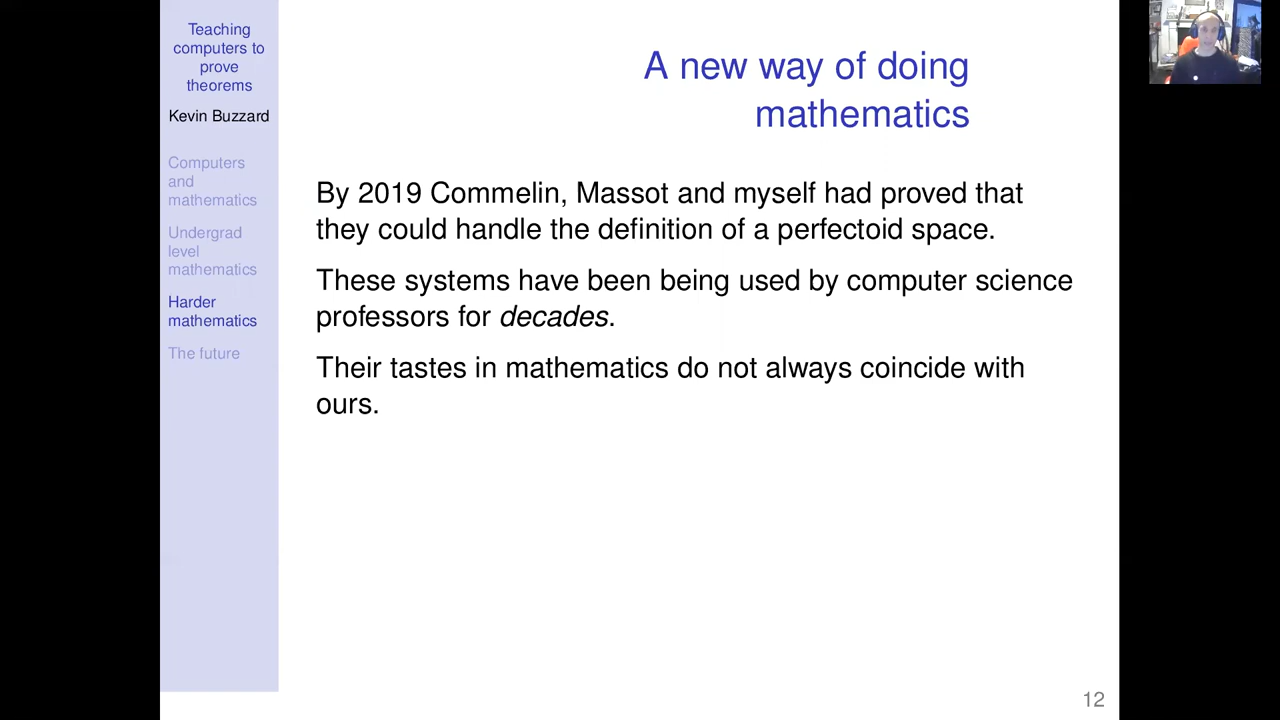 Teaching
computers to
prove
theorems
Kevin Buzzard
Computers
and
mathematics
Undergrad
level
mathematics
Harder
mathematics
The future
A new way of doing
mathematics
By 2019 Commelin, Massot and myself had proved that
they could handle the definition of a perfectoid space.
These systems have been being used by computer science
professors for decades.
Their tastes in mathematics do not always coincide with
ours.
12